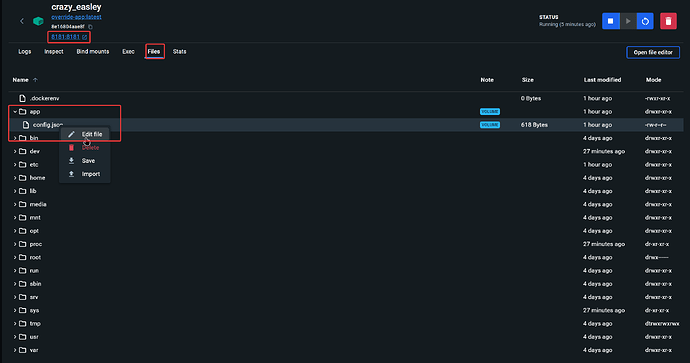 crazy_easley
override-app:latest
8e16804aae8f
8181:8181
STATUS
Running (5 minutes ago)
Logs Inspect Bind mounts Exec Files Stats
Open file editor
Name Note Size Last modified Mode
.dockerenv 0 Bytes 1 hour ago -rwxr-xr-x
app VOLUME 1 hour ago drwxr-xr-x
config.json VOLUME 618 Bytes 1 hour ago -rw-r--r--
Edit file
bin 4 days ago drwxr-xr-x
Delete
dev 27 minutes ago drwxr-xr-x
Save
etc 1 hour ago drwxr-xr-x
Import
home 4 days ago drwxr-xr-x
lib 4 days ago drwxr-xr-x
media 4 days ago drwxr-xr-x
mnt 4 days ago drwxr-xr-x
opt 4 days ago drwxr-xr-x
proc 27 minutes ago dr-xr-xr-x
root 4 days ago drwx------
run 4 days ago drwxr-xr-x
sbin 4 days ago drwxr-xr-x
srv 4 days ago drwxr-xr-x
sys 27 minutes ago dr-xr-xr-x
tmp 4 days ago dtrwxrwxrwx
usr 4 days ago drwxr-xr-x
var 4 days ago drwxr-xr-x